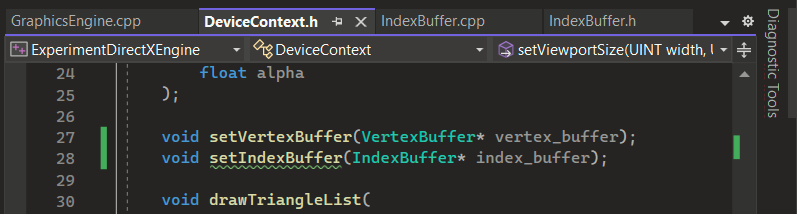 GraphicsEngine.cpp DeviceContext.h IndexBuffer.cpp IndexBuffer.h
ExperimentDirectXEngine DeviceContext setViewportSize(UINT width, U
24 float alpha
25 );
26
27 void setVertexBuffer(VertexBuffer* vertex_buffer);
28 void setIndexBuffer(IndexBuffer* index_buffer);
29
30 void drawTriangleList(
Diagnostic Tools